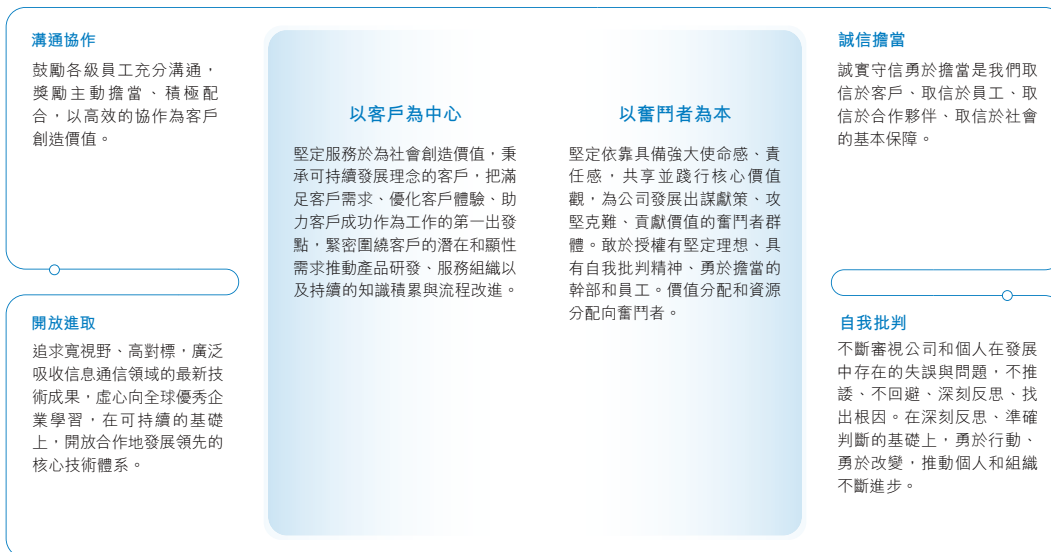 溝通協作
鼓勵各級員工充分溝通，
獎勵主動擔當、積極配
合，以高效的協作為客戶
創造價值。
開放進取
追求寬視野、高對標，廣泛
吸收信息通信領域的最新技
術成果，虛心向全球優秀企
業學習，在可持續的基礎
上，開放合作地發展領先的
核心技術體系。
以客戶為中心
堅定服務於為社會創造價值，秉
承可持續發展理念的客戶，把滿
足客戶需求、優化客戶體驗、助
力客戶成功作為工作的第一出發
點，緊密圍繞客戶的潛在和顯性
需求推動產品研發、服務組織以
及持續的知識積累與流程改進。
以奮鬥者為本
堅定依靠具備強大使命感、責
任感，共享並踐行核心價值
觀，為公司發展出謀獻策、攻
堅克難、貢獻價值的奮鬥者群
體。敢於授權有堅定理想、具
有自我批判精神、勇於擔當的
幹部和員工。價值分配和資源
分配向奮鬥者。
誠信擔當
誠實守信勇於擔當是我們取
信於客戶、取信於員工、取
信於合作夥伴、取信於社會
的基本保障。
自我批判
不斷審視公司和個人在發展
中存在的失誤與問題，不推
諉、不回避、深刻反思、找
出根因。在深刻反思、準確
判斷的基礎上，勇於行動、
勇於改變，推動個人和組織
不斷進步。